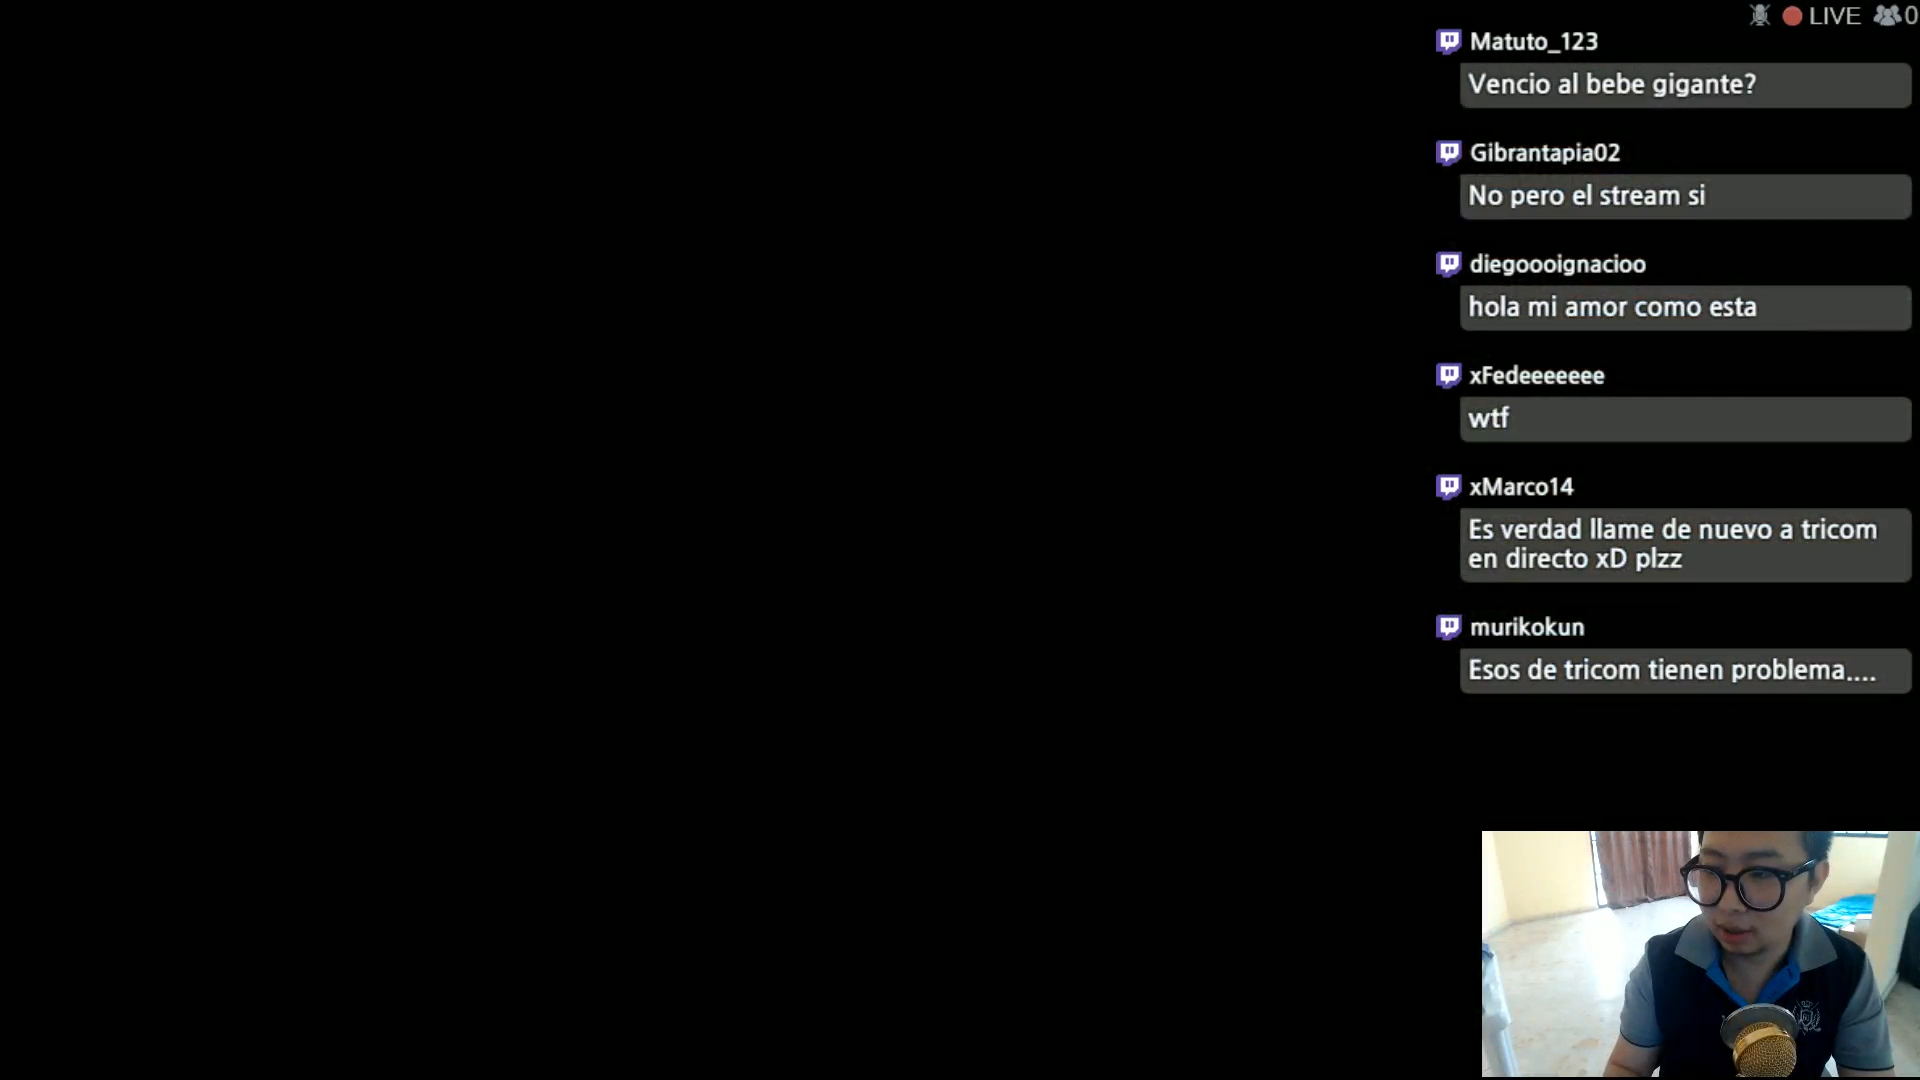 LIVE 0
Matuto_123
Vencio al bebe gigante?
Gibrantapia02
No pero el stream si
diegoooignacioo
hola mi amor como esta
xFedeeeeeee
wtf
xMarco14
Es verdad llame de nuevo a tricom
en directo xD plzz
murikokun
Esos de tricom tienen problema....